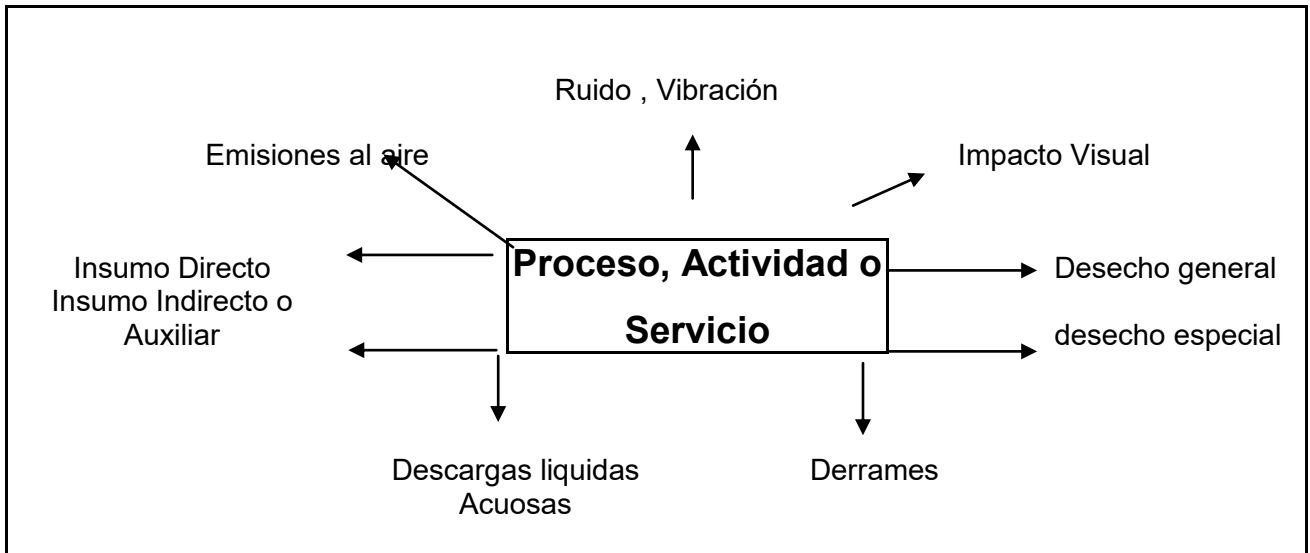 Ruido , Vibración
Emisiones al aire
Impacto Visual
Proceso, Actividad o
Servicio
Insumo Directo
Insumo Indirecto o
Auxiliar
Desecho general
desecho especial
Descargas liquidas
Acuosas
Derrames